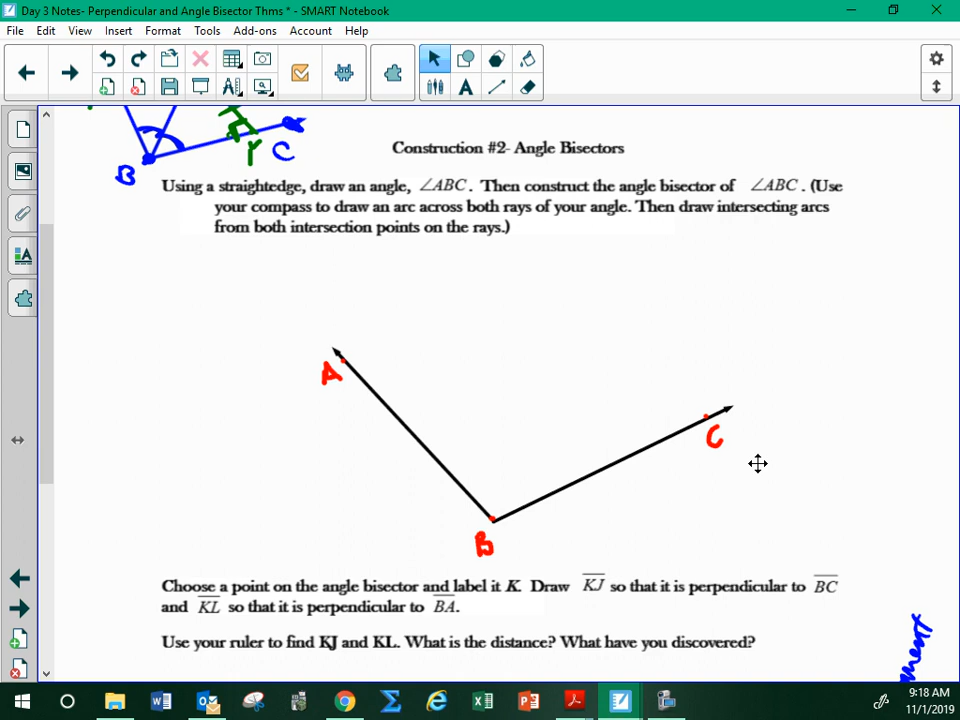 Day 3 Notes- Perpendicular and Angle Bisector Thms * - SMART Notebook
File Edit View Insert Format Tools Add-ons Account Help
B
Y
C
Construction #2- Angle Bisectors
Using a straightedge, draw an angle, ∠ABC. Then construct the angle bisector of ∠ABC. (Use
your compass to draw an arc across both rays of your angle. Then draw intersecting arcs
from both intersection points on the rays.)
A
C
B
Choose a point on the angle bisector and label it K. Draw K̅J̅ so that it is perpendicular to B̅C̅
and K̅L̅ so that it is perpendicular to B̅A̅.
Use your ruler to find KJ and KL. What is the distance? What have you discovered?
9:18 AM
11/1/2019